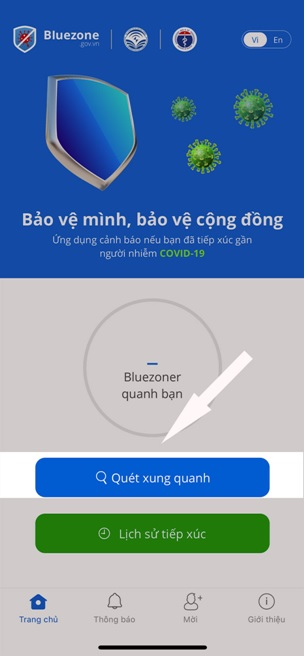 Bluezone
.gov.vn
Vi
En
Bảo vệ mình, bảo vệ cộng đồng
Ứng dụng cảnh báo nếu bạn đã tiếp xúc gần
người nhiễm COVID-19
Bluezoner
quanh bạn
Quét xung quanh
Lịch sử tiếp xúc
Trang chủ
Thông báo
Mời
Giới thiệu